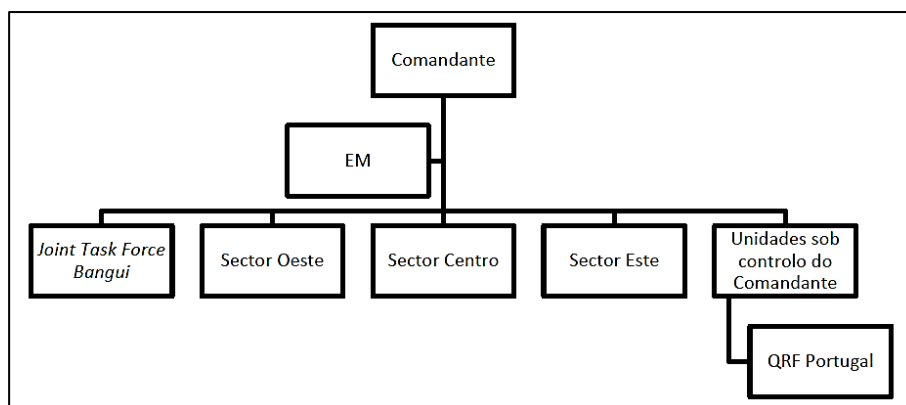 Comandante
EM
Joint Task Force
Bangui
Sector Oeste
Sector Centro
Sector Este
Unidades sob
controlo do
Comandante
QRF Portugal